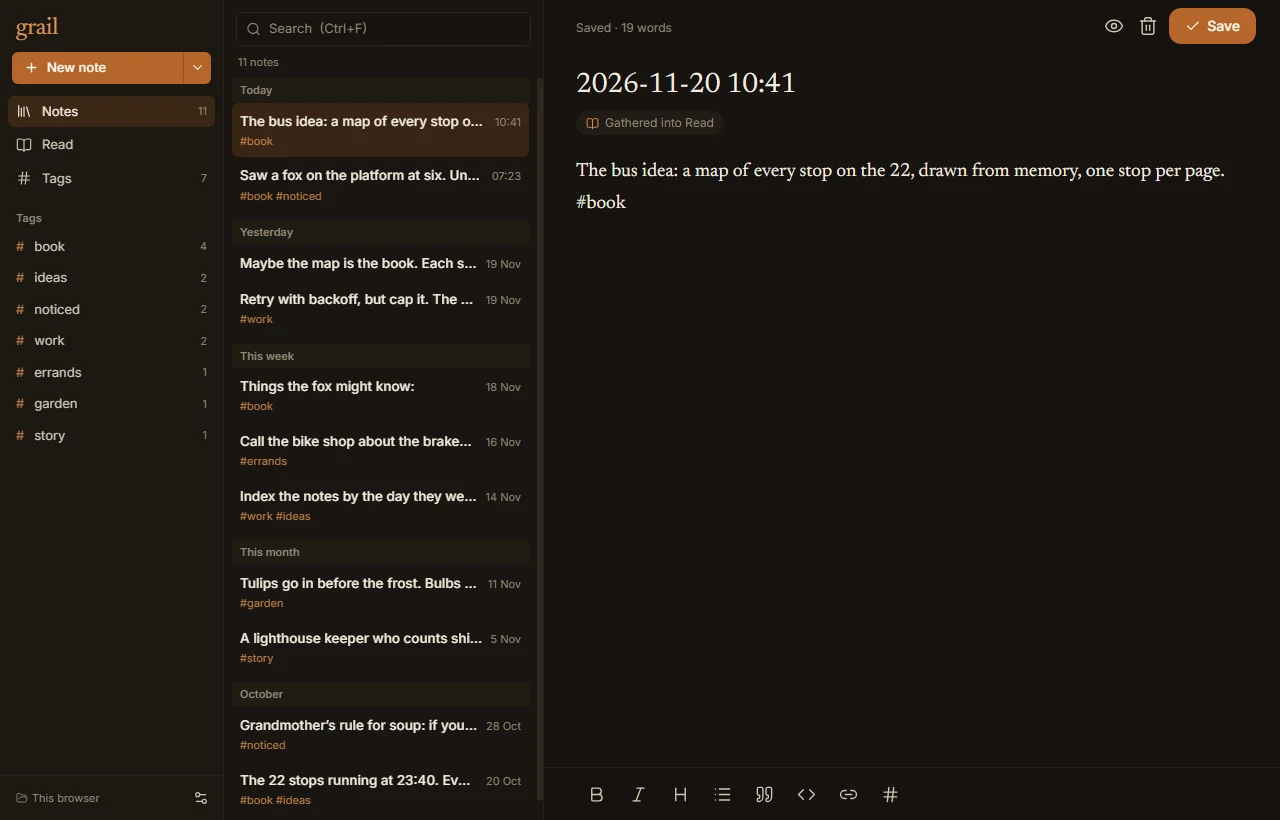 grail
New note
Notes 11
Read
Tags 7
Tags
# book 4
# ideas 2
# noticed 2
# work 2
# errands 1
# garden 1
# story 1
This browser
Search (Ctrl+F)
11 notes
Today
The bus idea: a map of every stop o... 10:41
#book
Saw a fox on the platform at six. Un... 07:23
#book #noticed
Yesterday
Maybe the map is the book. Each s... 19 Nov
Retry with backoff, but cap it. The ... 19 Nov
#work
This week
Things the fox might know: 18 Nov
#book
Call the bike shop about the brake... 16 Nov
#errands
Index the notes by the day they we... 14 Nov
#work #ideas
This month
Tulips go in before the frost. Bulbs ... 11 Nov
#garden
A lighthouse keeper who counts shi... 5 Nov
#story
October
Grandmother’s rule for soup: if you... 28 Oct
#noticed
The 22 stops running at 23:40. Ev... 20 Oct
#book #ideas
Saved · 19 words
Save
2026-11-20 10:41
Gathered into Read
The bus idea: a map of every stop on the 22, drawn from memory, one stop per page.
#book